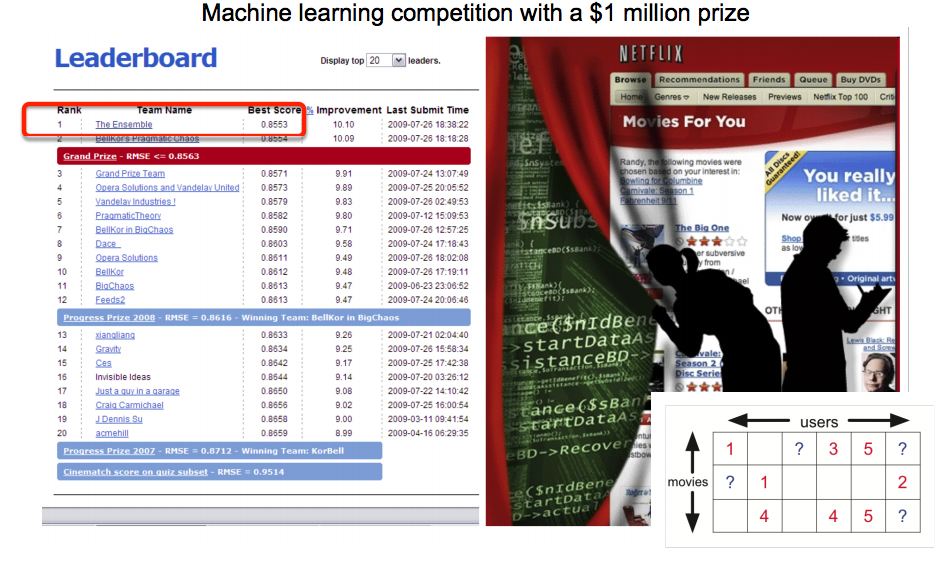 Machine learning competition with a $1 million prize
Leaderboard
Display top 20 leaders.
Rank Team Name Best Score % Improvement Last Submit Time
1 The Ensemble 0.8553 10.10 2009-07-26 18:38:22
2 BellKor's Pragmatic Chaos 0.8554 10.09 2009-07-26 18:18:28
Grand Prize - RMSE <= 0.8563
3 Grand Prize Team 0.8571 9.91 2009-07-24 13:07:49
4 Opera Solutions and Vandelay United 0.8573 9.89 2009-07-25 20:05:52
5 Vandelay Industries ! 0.8579 9.83 2009-07-26 02:49:53
6 PragmaticTheory 0.8582 9.80 2009-07-12 15:09:53
7 BellKor in BigChaos 0.8590 9.71 2009-07-26 12:57:25
8 Dace 0.8603 9.58 2009-07-24 17:18:43
9 Opera Solutions 0.8611 9.49 2009-07-26 18:02:08
10 BellKor 0.8612 9.48 2009-07-26 17:19:11
11 BigChaos 0.8613 9.47 2009-06-23 23:06:52
12 Feeds2 0.8613 9.47 2009-07-24 20:06:46
Progress Prize 2008 - RMSE = 0.8616 - Winning Team: BellKor in BigChaos
13 xiangliang 0.8633 9.26 2009-07-21 02:04:40
14 Gravity 0.8634 9.25 2009-07-26 15:58:34
15 Ces 0.8642 9.17 2009-07-25 17:42:38
16 Invisible Ideas 0.8644 9.14 2009-07-20 03:26:12
17 Just a guy in a garage 0.8650 9.08 2009-07-22 14:10:42
18 Craig Carmichael 0.8656 9.02 2009-07-25 16:00:54
19 J Dennis Su 0.8658 9.00 2009-03-11 09:41:54
20 acmehill 0.8659 8.99 2009-04-16 06:29:35
Progress Prize 2007 - RMSE = 0.8712 - Winning Team: KorBell
Cinematch score on quiz subset - RMSE = 0.9514
NETFLIX
Browse Recommendations Friends Queue Buy DVDs
Home Genres New Releases Previews Netflix Top 100 Crit
Movies For You
Randy, the following movies were
chosen based on your interest in:
Bowling for Columbine
Carnivale: Season 1
Fahrenheit 9/11
The Big One
All Discs
Guaranteed!
You really
liked it...
Now for just $5.99
Shop titles
as low
Original
Season 2
Disc Series
Lewis Black: Re
and Screw
startDataA
sistanceBD->
BD->Recover
($nIdBene
startData
users
movies
1 ? 3 5 ?
? 1 2
4 4 5 ?